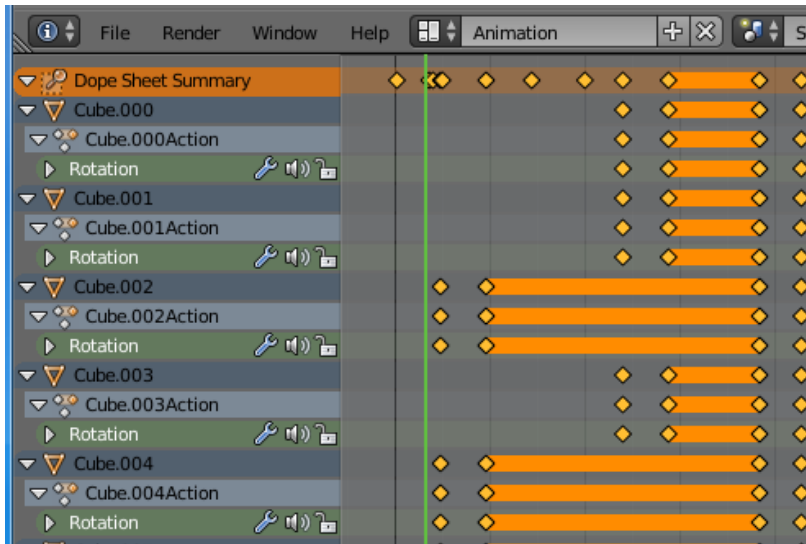 File Render Window Help Animation S
Dope Sheet Summary
Cube.000
Cube.000Action
Rotation
Cube.001
Cube.001Action
Rotation
Cube.002
Cube.002Action
Rotation
Cube.003
Cube.003Action
Rotation
Cube.004
Cube.004Action
Rotation